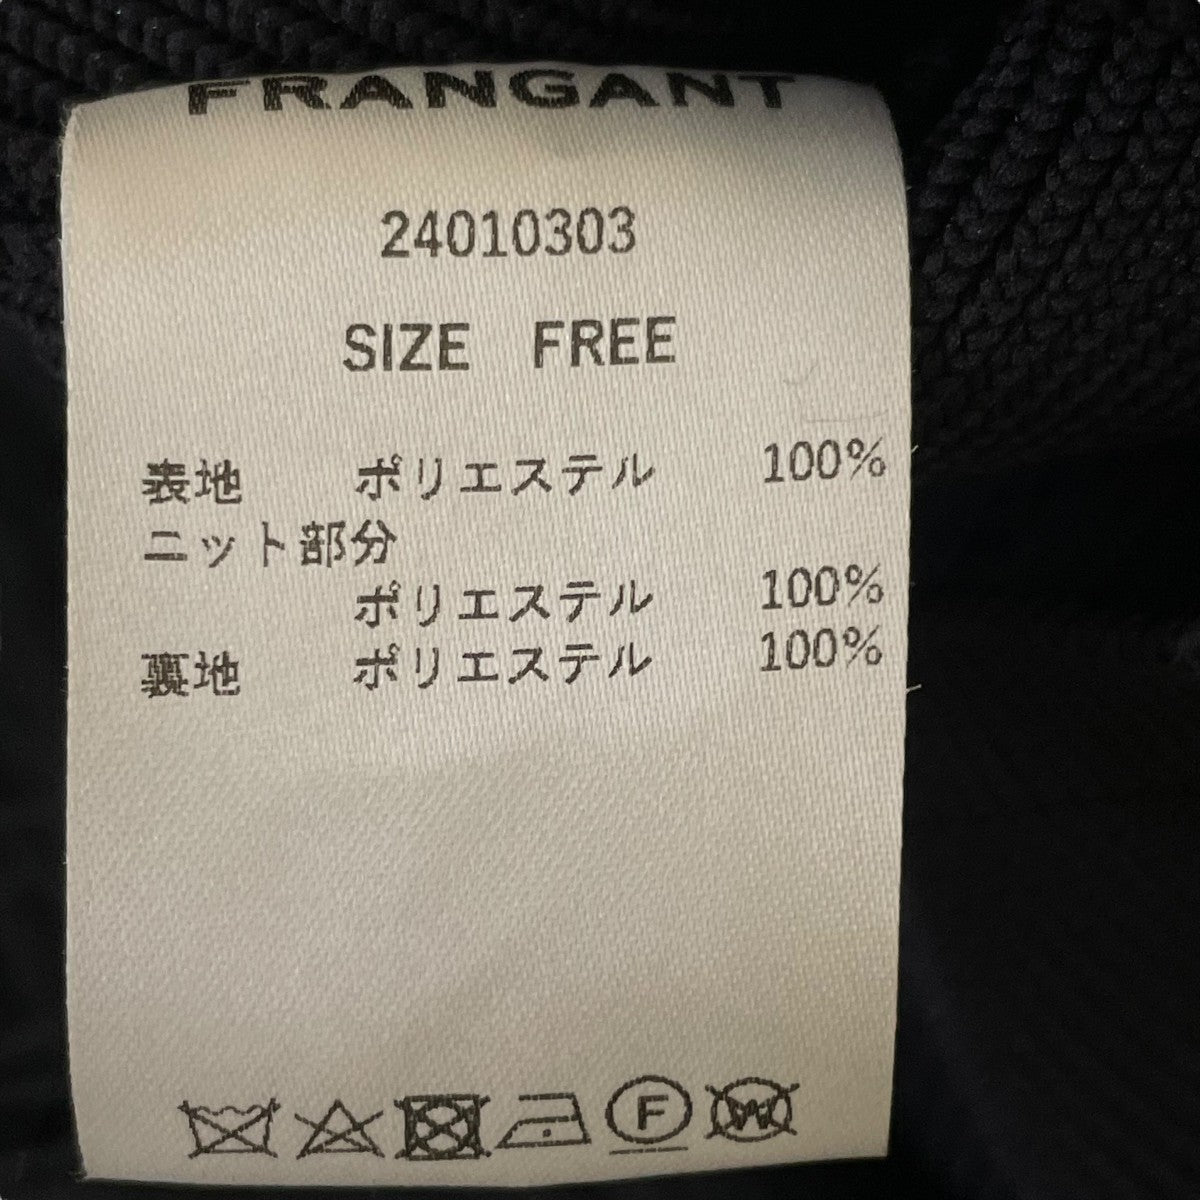 FRANGANT
24010303
SIZE FREE
表地 ポリエステル 100%
ニット部分
ポリエステル 100%
裏地 ポリエステル 100%
F
W